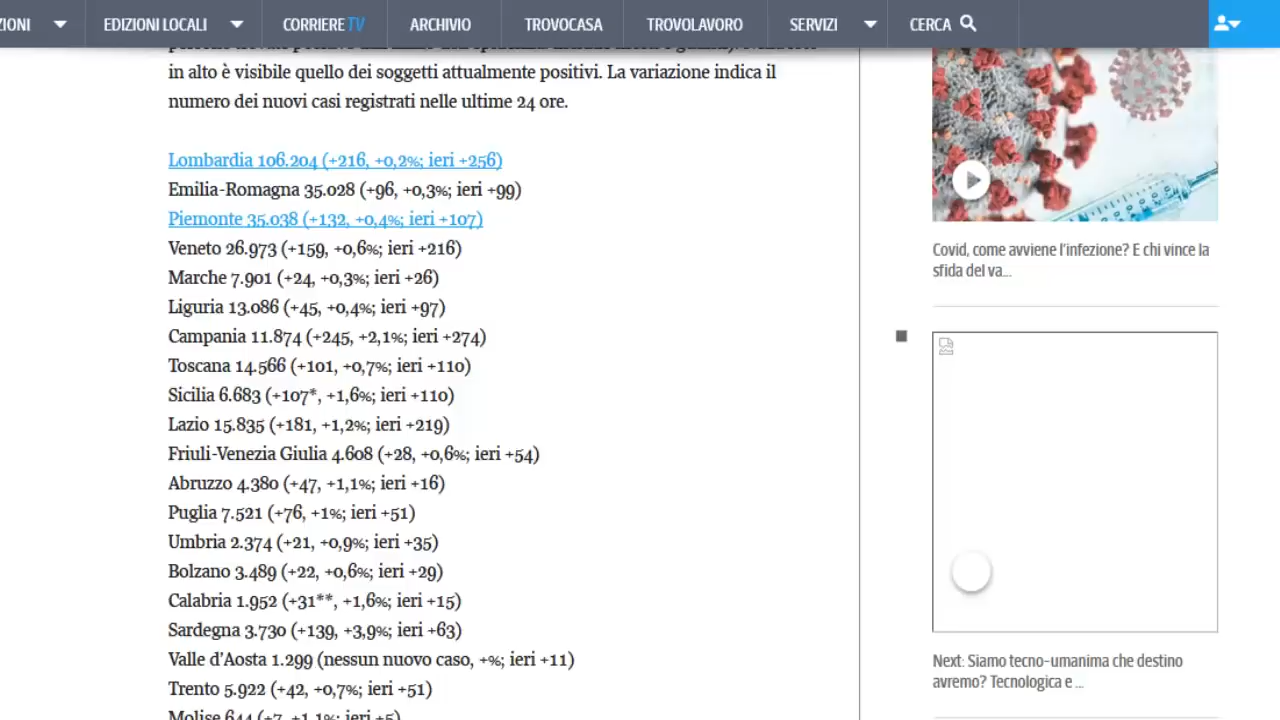 ZIONI
EDIZIONI LOCALI
CORRIERE TV
ARCHIVIO
TROVOCASA
TROVOLAVORO
SERVIZI
CERCA
in alto è visibile quello dei soggetti attualmente positivi. La variazione indica il
numero dei nuovi casi registrati nelle ultime 24 ore.
Lombardia 106.204 (+216, +0,2%; ieri +256)
Emilia-Romagna 35.028 (+96, +0,3%; ieri +99)
Piemonte 35.038 (+132, +0,4%; ieri +107)
Veneto 26.973 (+159, +0,6%; ieri +216)
Marche 7.901 (+24, +0,3%; ieri +26)
Liguria 13.086 (+45, +0,4%; ieri +97)
Campania 11.874 (+245, +2,1%; ieri +274)
Toscana 14.566 (+101, +0,7%; ieri +110)
Sicilia 6.683 (+107*, +1,6%; ieri +110)
Lazio 15.835 (+181, +1,2%; ieri +219)
Friuli-Venezia Giulia 4.608 (+28, +0,6%; ieri +54)
Abruzzo 4.380 (+47, +1,1%; ieri +16)
Puglia 7.521 (+76, +1%; ieri +51)
Umbria 2.374 (+21, +0,9%; ieri +35)
Bolzano 3.489 (+22, +0,6%; ieri +29)
Calabria 1.952 (+31**, +1,6%; ieri +15)
Sardegna 3.730 (+139, +3,9%; ieri +63)
Valle d'Aosta 1.299 (nessun nuovo caso, +%; ieri +11)
Trento 5.922 (+42, +0,7%; ieri +51)
Molise 644 (+7, +1,1%; ieri +5)
Covid, come avviene l'infezione? E chi vince la
sfida del va...
Next: Siamo tecno-umanima che destino
avremo? Tecnologica e ...